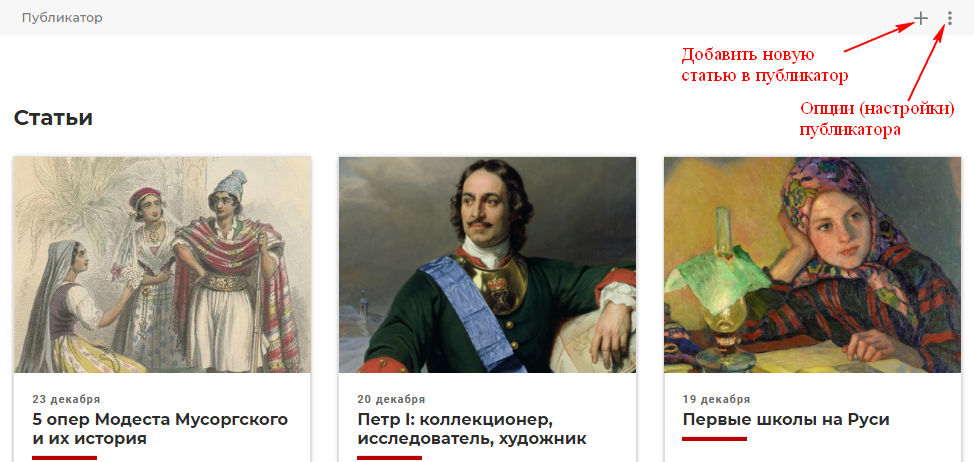 Публикатор
Добавить новую
статью в публикатор
Опции (настройки)
публикатора
Статьи
23 декабря
5 опер Модеста Мусоргского
и их история
20 декабря
Петр I: коллекционер,
исследователь, художник
19 декабря
Первые школы на Руси